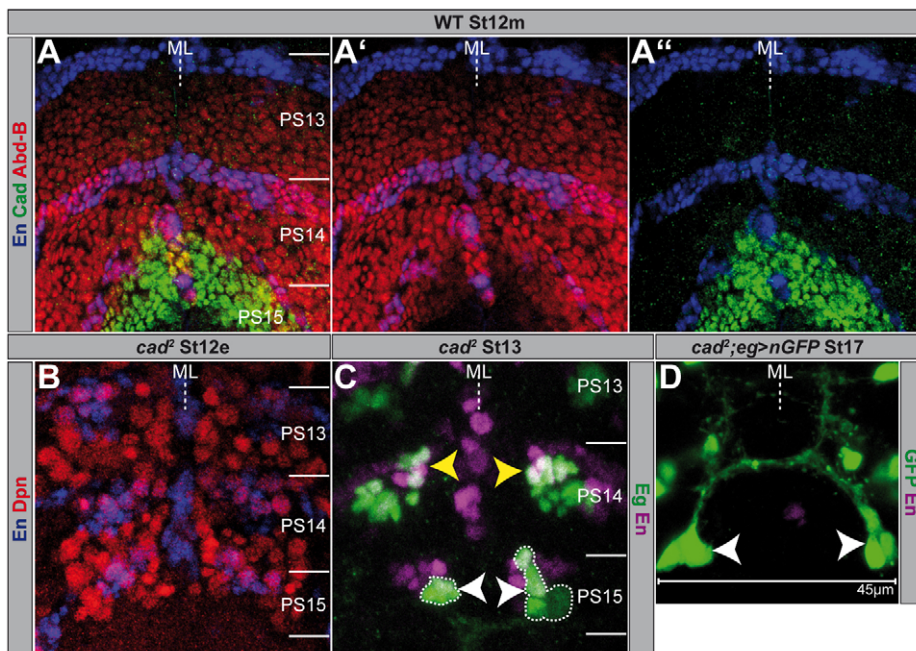 WT St12m
En Cad Abd-B
A
ML
PS13
PS14
PS15
A‘
ML
A‘‘
ML
cad² St12e
cad² St13
cad²;eg>nGFP St17
En Dpn
B
ML
PS13
PS14
PS15
C
ML
PS13
PS14
PS15
Eg En
D
ML
45µm
GFP En